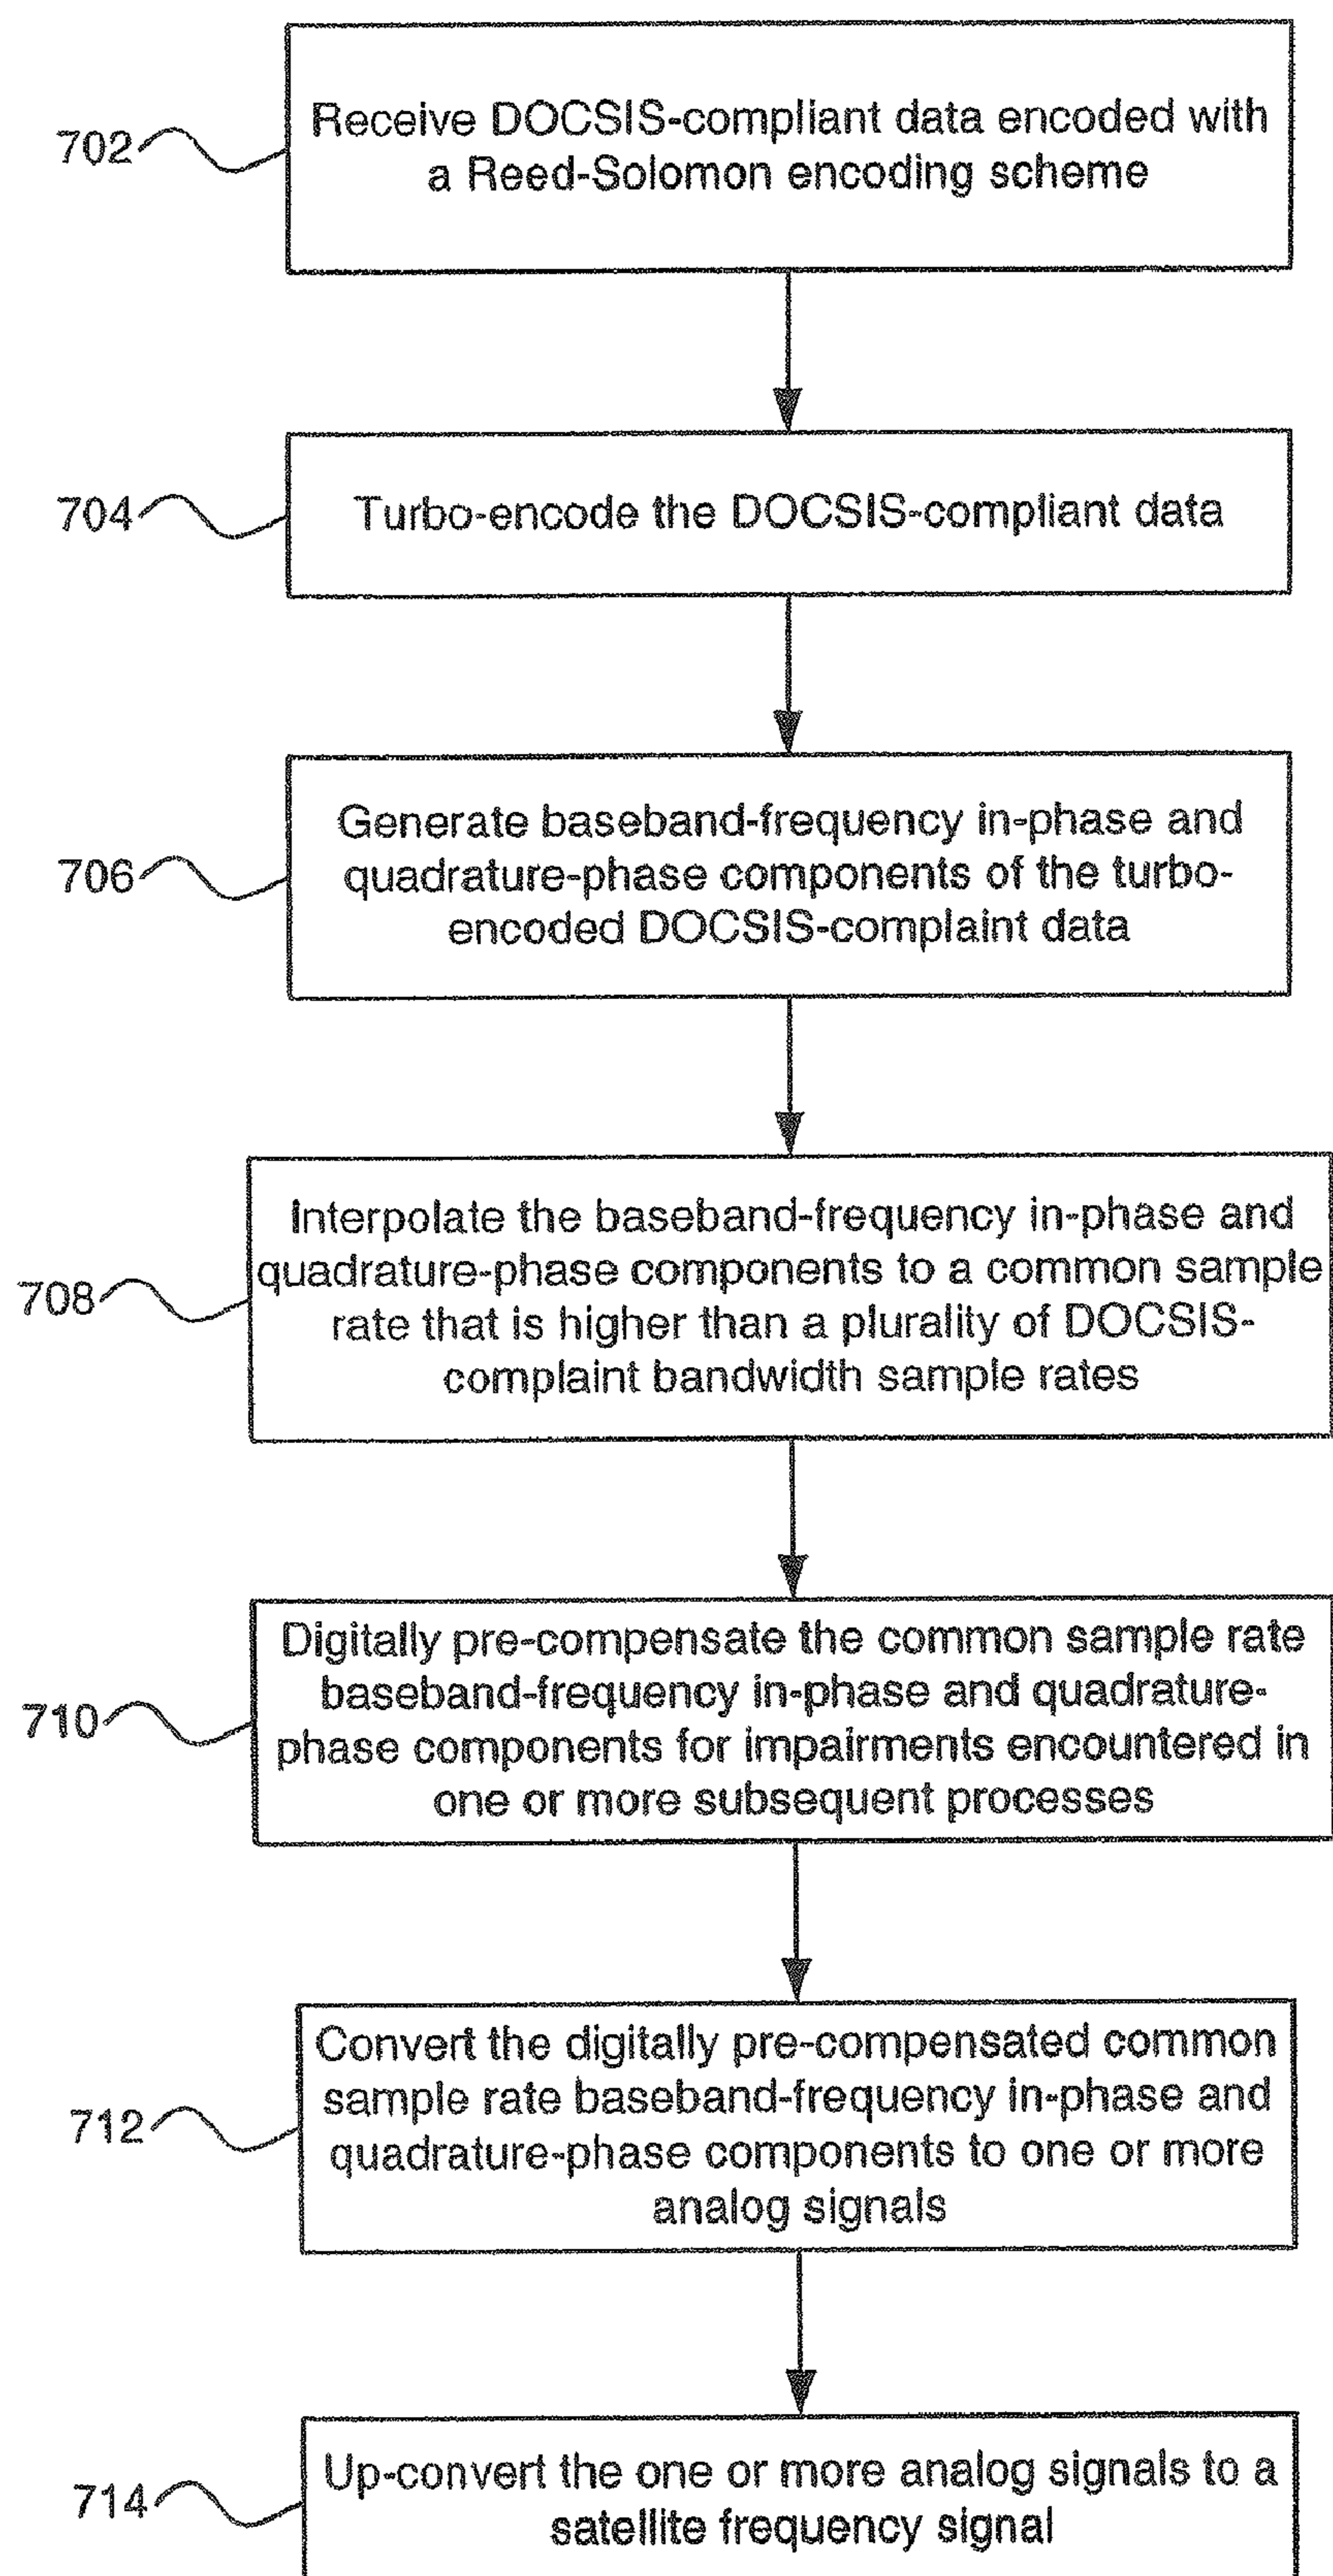 702
Receive DOCSIS-compliant data encoded with
a Reed-Solomon encoding scheme
704
Turbo-encode the DOCSIS-compliant data
Generate baseband-frequency in-phase and
706
quadrature-phase components of the turbo-
encoded DOCSIS-complaint data
Interpolate the baseband-frequency in-phase and
quadrature-phase components to a common sample
708
rate that is higher than a plurality of DOCSIS-
complaint bandwidth sample rates
Digitally pre-compensate the common sample rate
baseband-frequency in-phase and quadrature-
710
phase components for impairments encountered in
one or more subsequent processes
Convert the digitally pre-compensated common
sample rate baseband-frequency in-phase and
712
quadrature-phase components to one or more
analog signals
Up-convert the one or more analog signals to a
714
satellite frequency signal